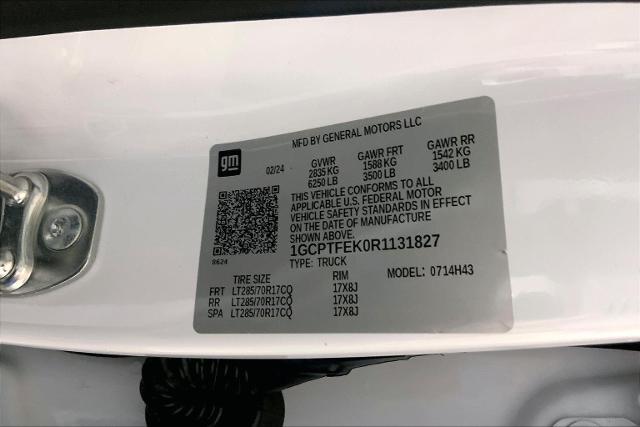 MFD BY GENERAL MOTORS LLC
gm 02/24 GVWR GAWR FRT GAWR RR
2835 KG 1588 KG 1542 KG
6250 LB 3500 LB 3400 LB
THIS VEHICLE CONFORMS TO ALL
APPLICABLE U.S. FEDERAL MOTOR
VEHICLE SAFETY STANDARDS IN EFFECT
ON THE DATE OF MANUFACTURE
SHOWN ABOVE.
1GCPTFEK0R1131827
8624 TYPE: TRUCK
MODEL: 0714H43
TIRE SIZE RIM
FRT LT285/70R17CQ 17X8J
RR LT285/70R17CQ 17X8J
SPA LT285/70R17CQ 17X8J